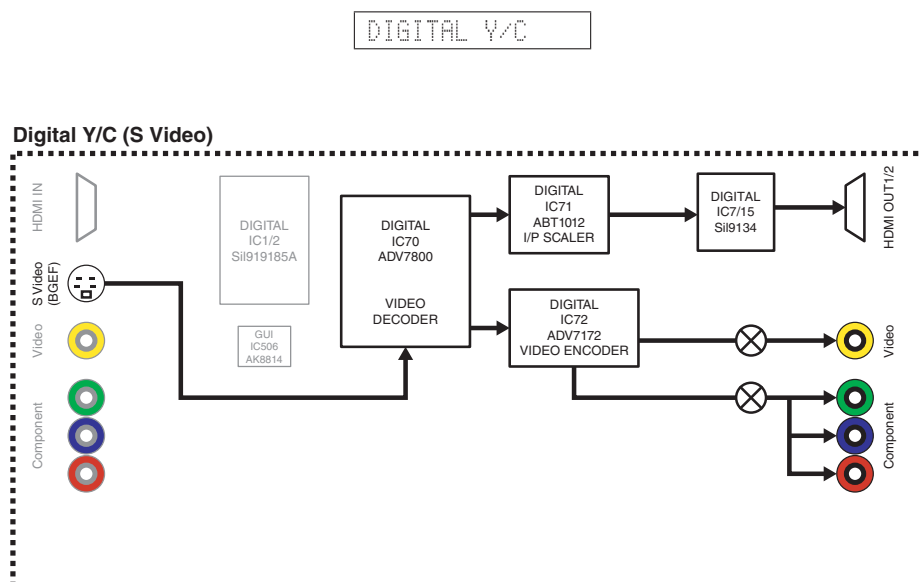 DIGITAL Y/C
Digital Y/C (S Video)
HDMI IN
S Video
(BGEF)
Video
Component
DIGITAL
IC1/2
Sil919185A
GUI
IC506
AK8814
DIGITAL
IC70
ADV7800
VIDEO
DECODER
DIGITAL
IC71
ABT1012
I/P SCALER
DIGITAL
IC72
ADV7172
VIDEO ENCODER
DIGITAL
IC7/15
Sil9134
HDMI OUT1/2
Video
Component